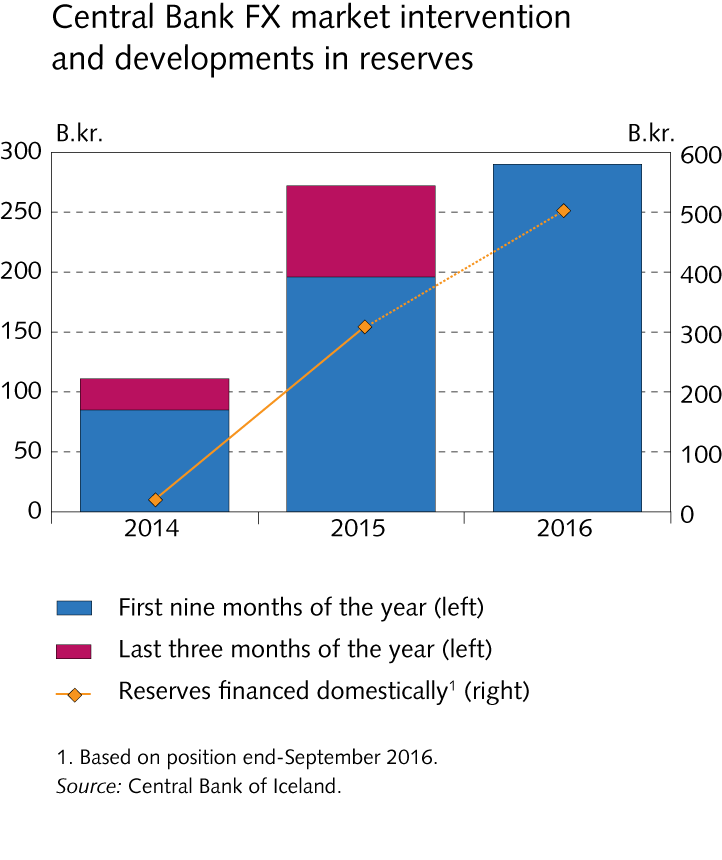 Central Bank FX market intervention
and developments in reserves
B.kr.
B.kr.
300
250
200
150
100
50
0
600
500
400
300
200
100
0
2014
2015
2016
First nine months of the year (left)
Last three months of the year (left)
Reserves financed domestically¹ (right)
1. Based on position end-September 2016.
Source: Central Bank of Iceland.